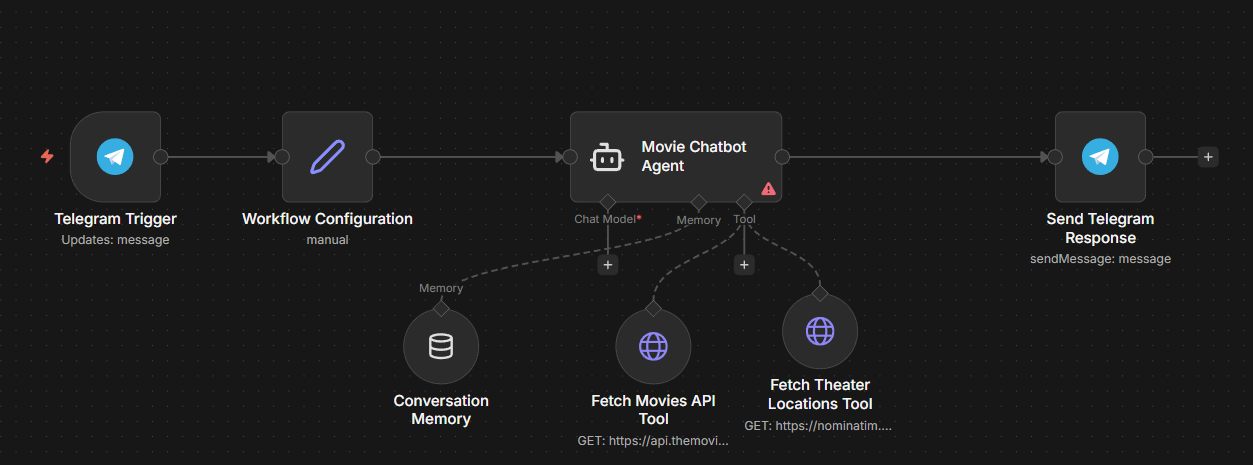 Movie Chatbot
Agent
Chat Model*
Memory
Tool
Telegram Trigger
Updates: message
Workflow Configuration
manual
Send Telegram
Response
sendMessage: message
Memory
Conversation
Memory
Fetch Movies API
Tool
GET: https://api.themovi...
Fetch Theater
Locations Tool
GET: https://nominatim....